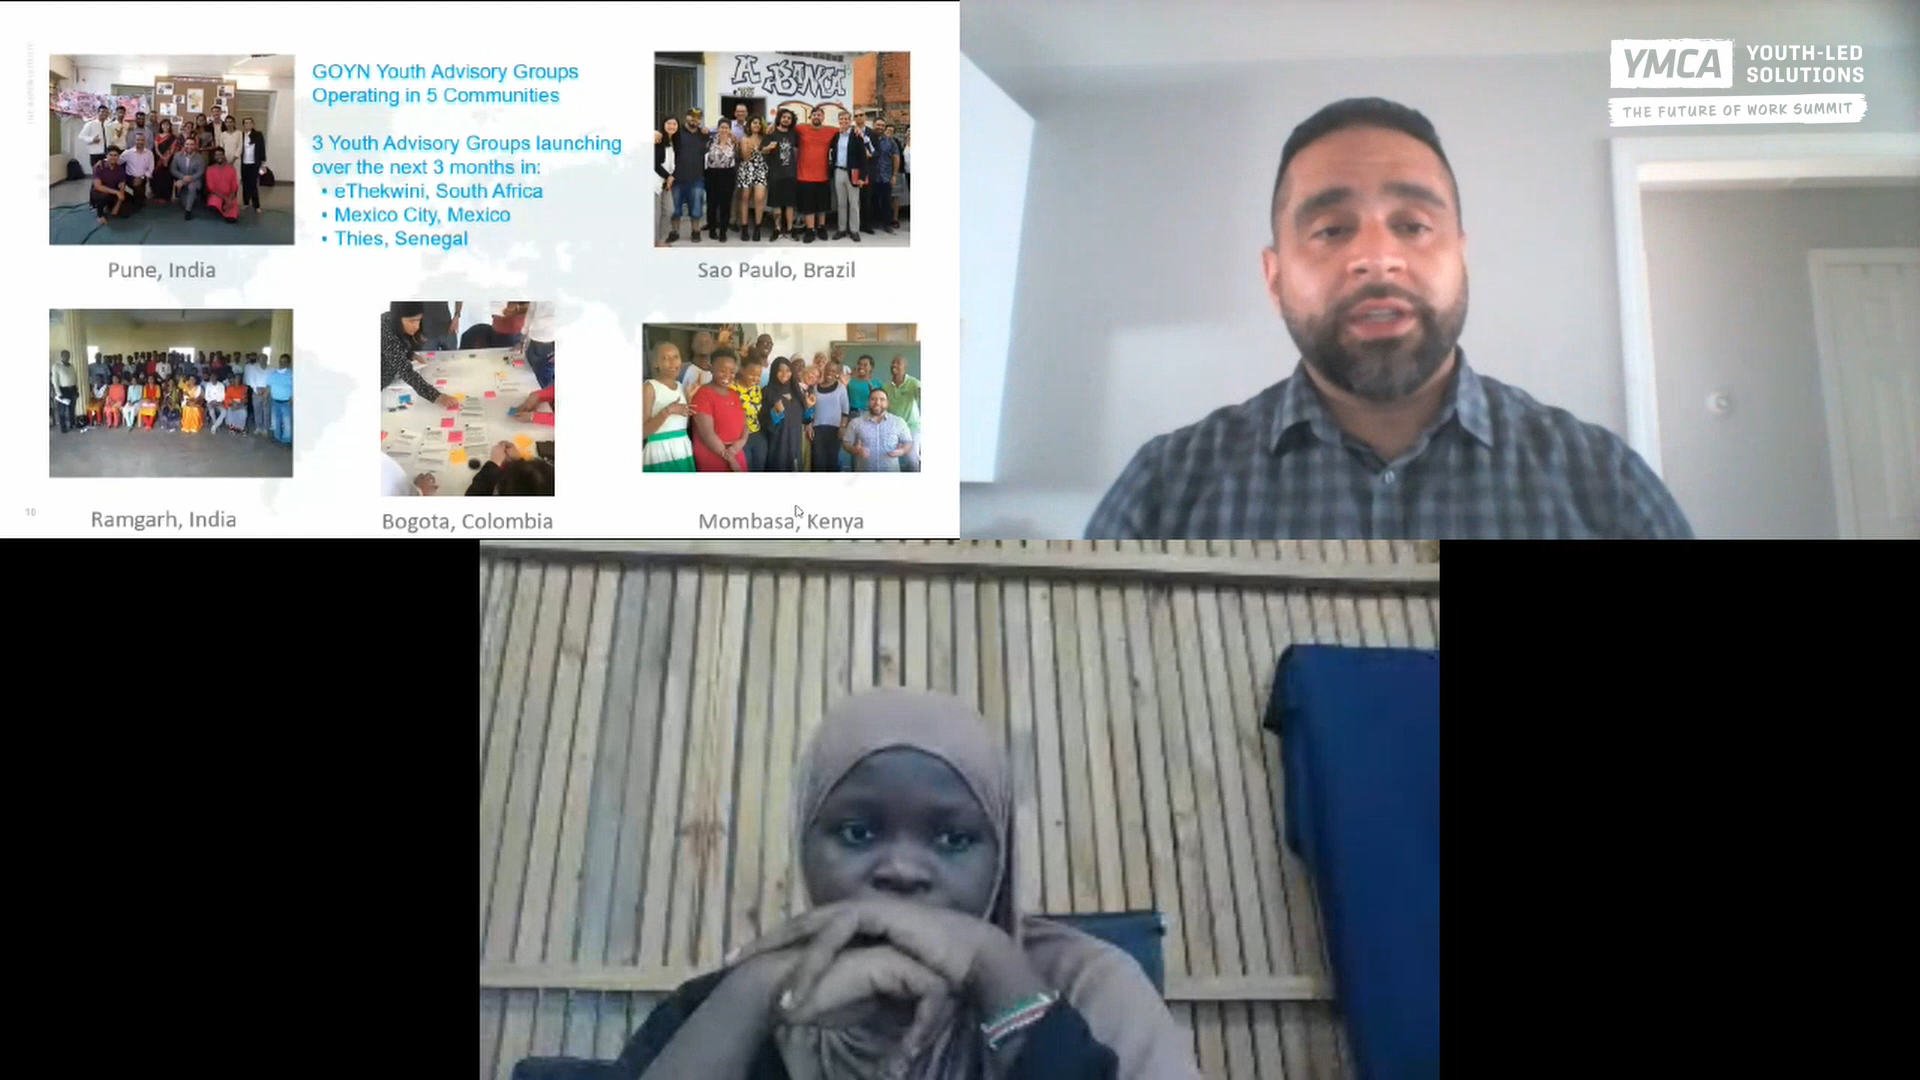 GOYN Youth Advisory Groups
Operating in 5 Communities
3 Youth Advisory Groups launching
over the next 3 months in:
• eThekwini, South Africa
• Mexico City, Mexico
• Thies, Senegal
A BANCA
Pune, India
Sao Paulo, Brazil
Ramgarh, India
Bogota, Colombia
Mombasa, Kenya
10
YMCA
YOUTH-LED
SOLUTIONS
THE FUTURE OF WORK SUMMIT